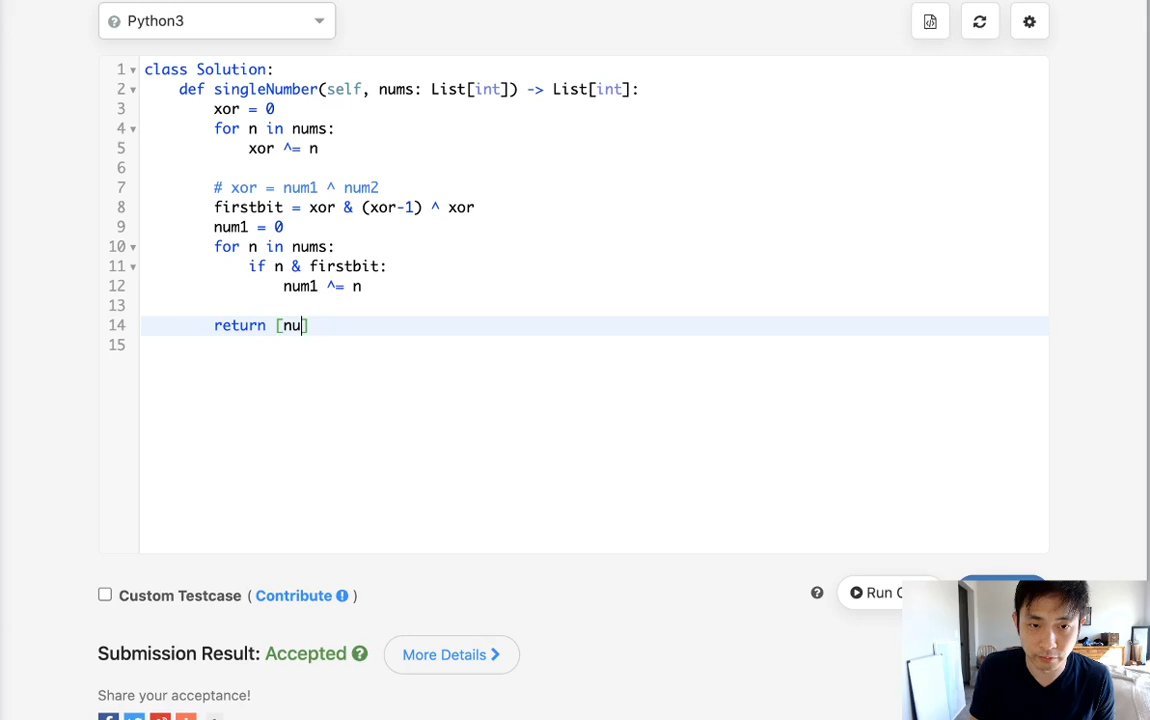 Python3
1 class Solution:
2 def singleNumber(self, nums: List[int]) -> List[int]:
3 xor = 0
4 for n in nums:
5 xor ^= n
6
7 # xor = num1 ^ num2
8 firstbit = xor & (xor-1) ^ xor
9 num1 = 0
10 for n in nums:
11 if n & firstbit:
12 num1 ^= n
13
14 return [nu]
15
Custom Testcase ( Contribute )
Run
Submission Result: Accepted
More Details
Share your acceptance!